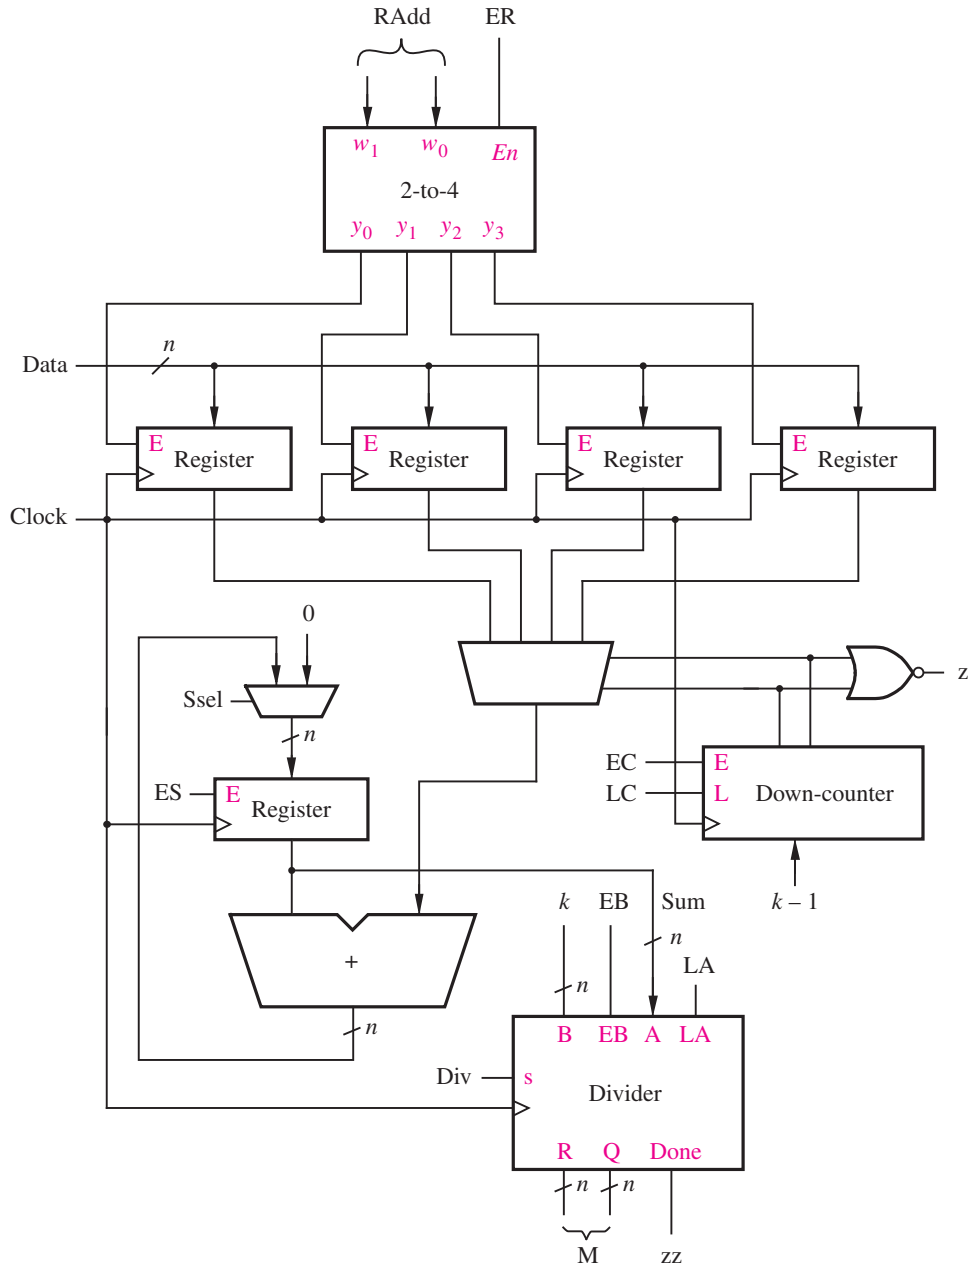 RAdd ER
w1 w0 En
2-to-4
y0 y1 y2 y3
n
Data
E E E E
Register Register Register Register
Clock
0
z
Ssel
n
EC E
LC L Down-counter
ES E
Register
k – 1
k EB Sum
n
LA
+
n
n
B EB A LA
Div s
Divider
R Q Done
n n
M zz